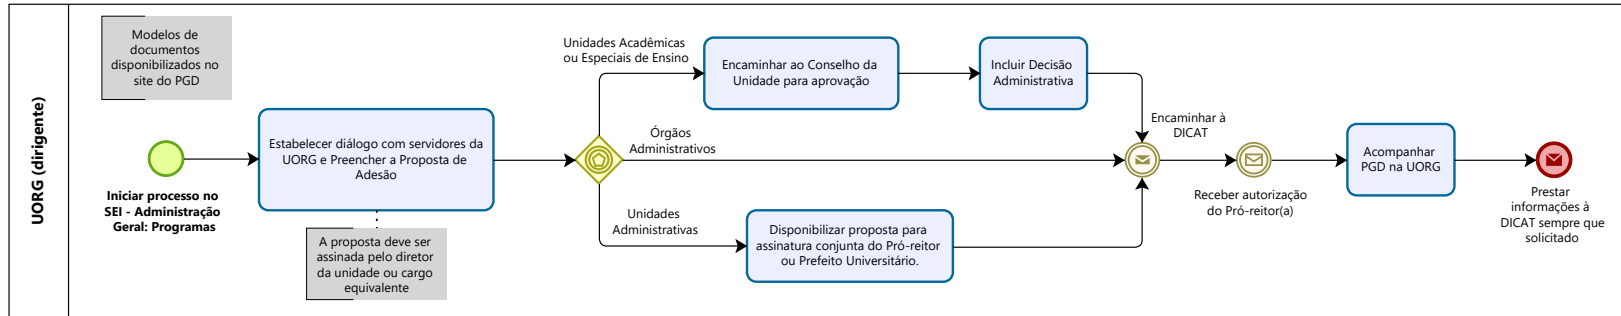 UORG (dirigente)
Modelos de
documentos
disponibilizados no
site do PGD
Iniciar processo no
SEI - Administração
Geral: Programas
Estabelecer diálogo com servidores da
UORG e Preencher a Proposta de
Adesão
A proposta deve ser
assinada pelo diretor
da unidade ou cargo
equivalente
Unidades Acadêmicas
ou Especiais de Ensino
Encaminhar ao Conselho da
Unidade para aprovação
Incluir Decisão
Administrativa
Órgãos
Administrativos
Unidades
Administrativas
Disponibilizar proposta para
assinatura conjunta do Pró-reitor
ou Prefeito Universitário.
Encaminhar à
DICAT
Receber autorização
do Pró-reitor(a)
Acompanhar
PGD na UORG
Prestar
informações à
DICAT sempre que
solicitado